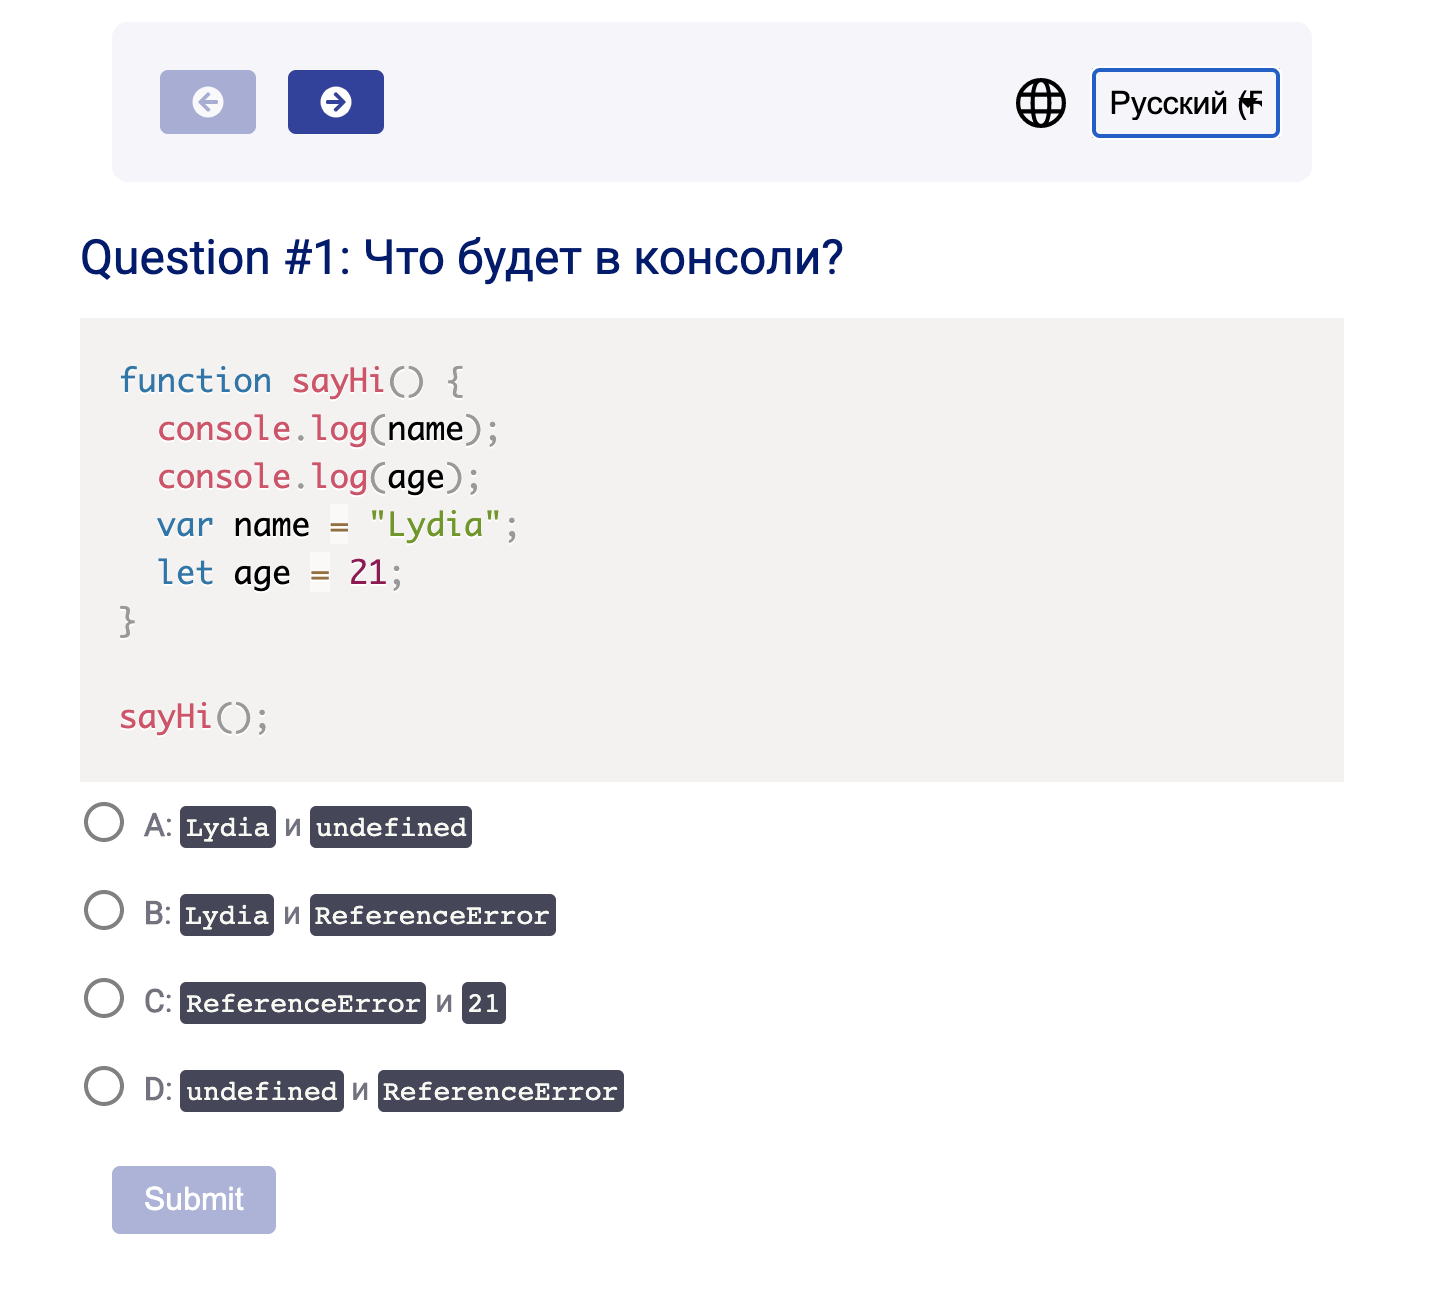 Русский (F
Question #1: Что будет в консоли?
function sayHi() {
  console.log(name);
  console.log(age);
  var name = "Lydia";
  let age = 21;
}
sayHi();
A: Lydia и undefined
B: Lydia и ReferenceError
C: ReferenceError и 21
D: undefined и ReferenceError
Submit